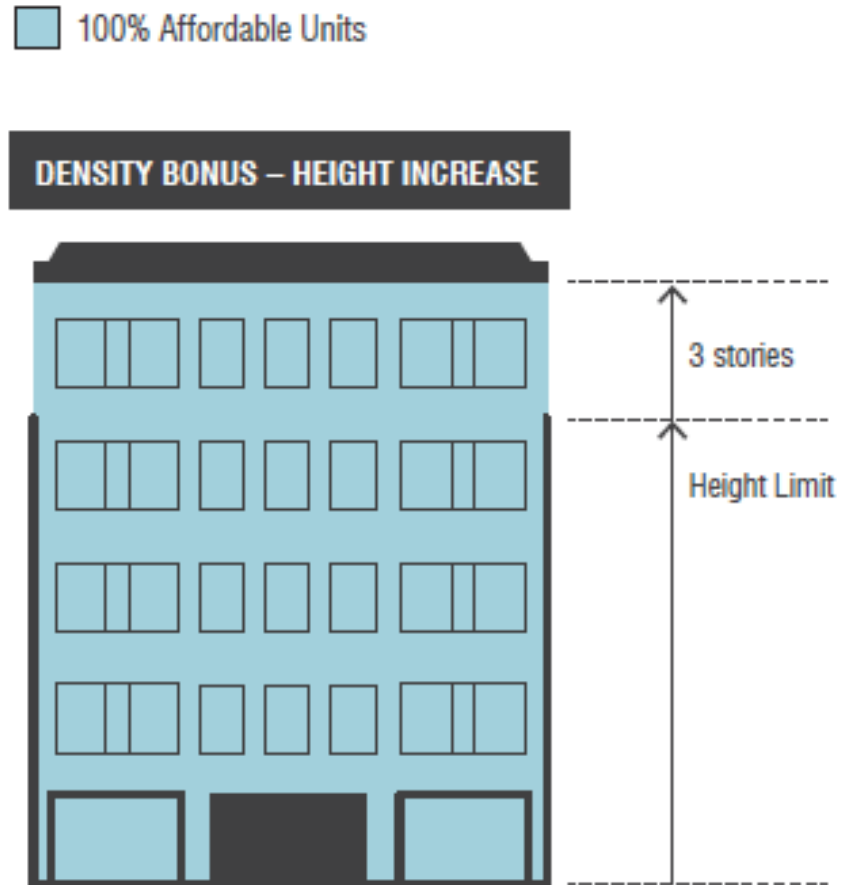 100% Affordable Units
DENSITY BONUS – HEIGHT INCREASE
3 stories
Height Limit